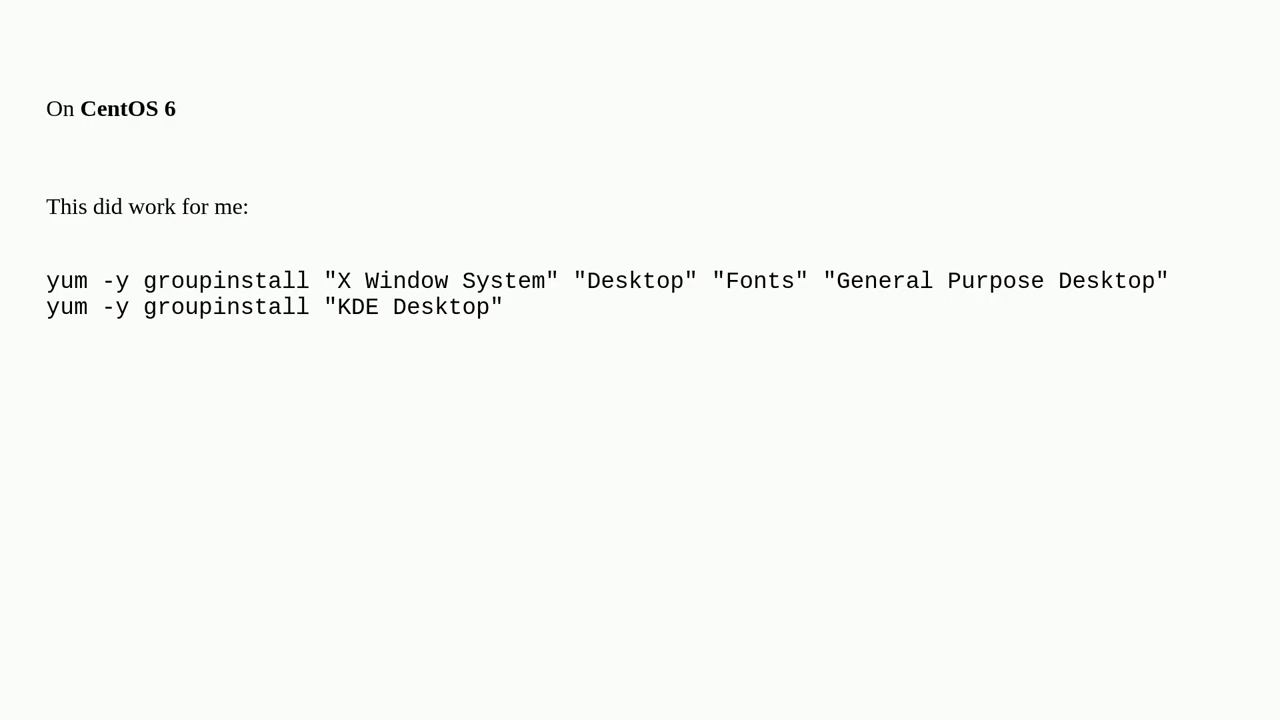 On CentOS 6
This did work for me:
yum -y groupinstall "X Window System" "Desktop" "Fonts" "General Purpose Desktop"
yum -y groupinstall "KDE Desktop"